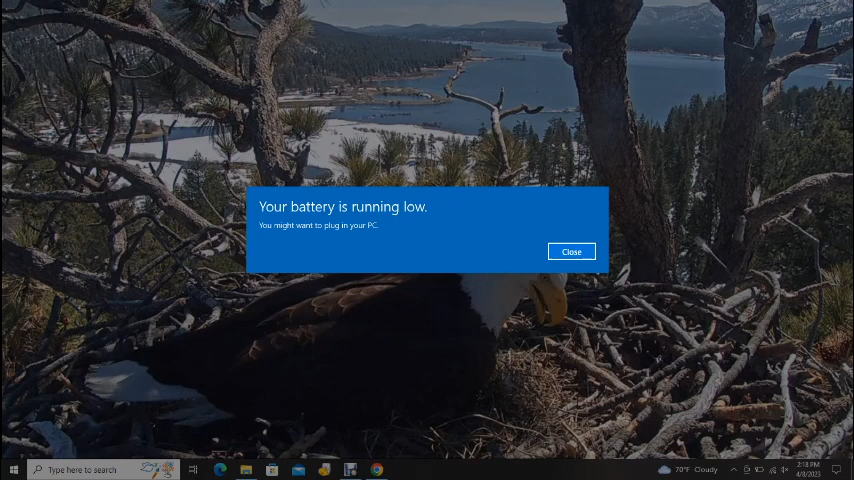 Your battery is running low.
You might want to plug in your PC.
Close
Type here to search
70°F Cloudy
2:18 PM
4/8/2023